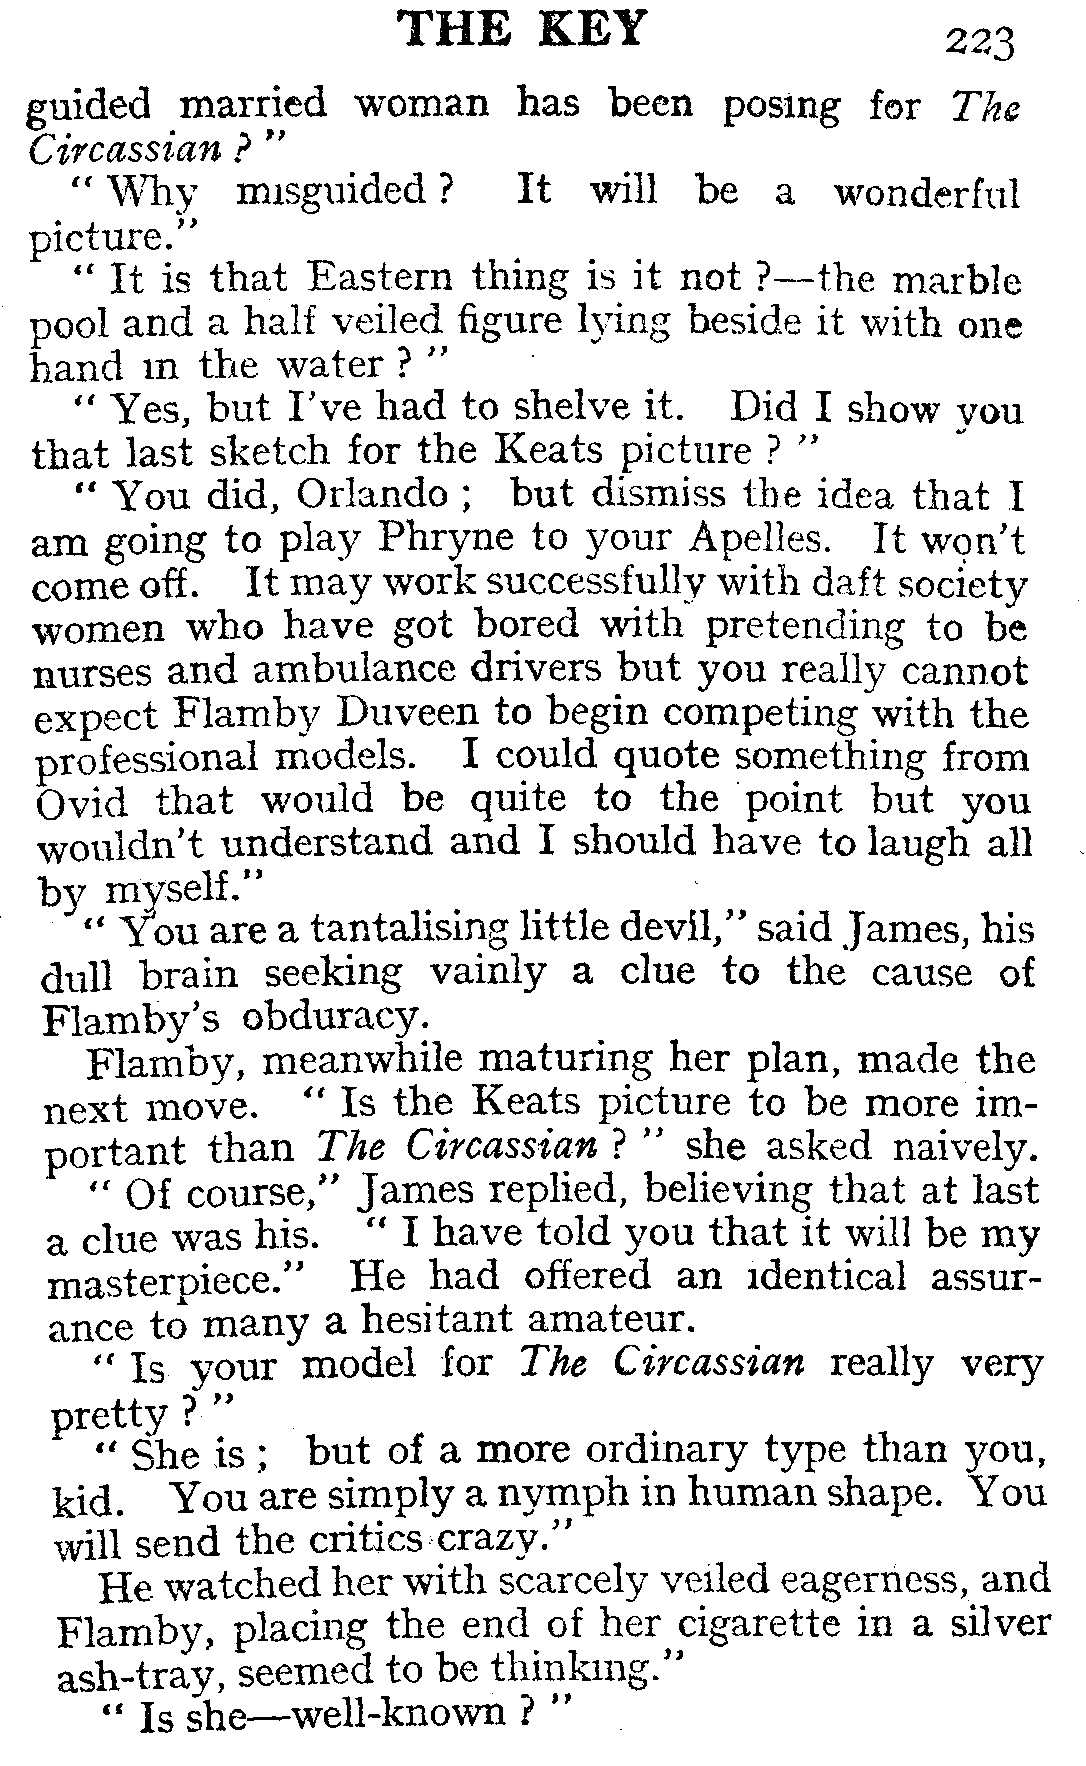 THE KEY 223
guided married woman has been posing for The
Circassian ? "
" Why misguided ? It will be a wonderful
picture."
" It is that Eastern thing is it not ?—the marble
pool and a half veiled figure lying beside it with one
hand in the water ? "
" Yes, but I've had to shelve it. Did I show you
that last sketch for the Keats picture ? "
" You did, Orlando ; but dismiss the idea that I
am going to play Phryne to your Apelles. It won't
come off. It may work successfully with daft society
women who have got bored with pretending to be
nurses and ambulance drivers but you really cannot
expect Flamby Duveen to begin competing with the
professional models. I could quote something from
Ovid that would be quite to the point but you
wouldn't understand and I should have to laugh all
by myself."
" You are a tantalising little devil," said James, his
dull brain seeking vainly a clue to the cause of
Flamby's obduracy.
Flamby, meanwhile maturing her plan, made the
next move. " Is the Keats picture to be more im-
portant than The Circassian ? " she asked naively.
" Of course," James replied, believing that at last
a clue was his. " I have told you that it will be my
masterpiece." He had offered an identical assur-
ance to many a hesitant amateur.
" Is your model for The Circassian really very
pretty ? "
" She is ; but of a more ordinary type than you,
kid. You are simply a nymph in human shape. You
will send the critics crazy."
He watched her with scarcely veiled eagerness, and
Flamby, placing the end of her cigarette in a silver
ash-tray, seemed to be thinking."
" Is she—well-known ? "